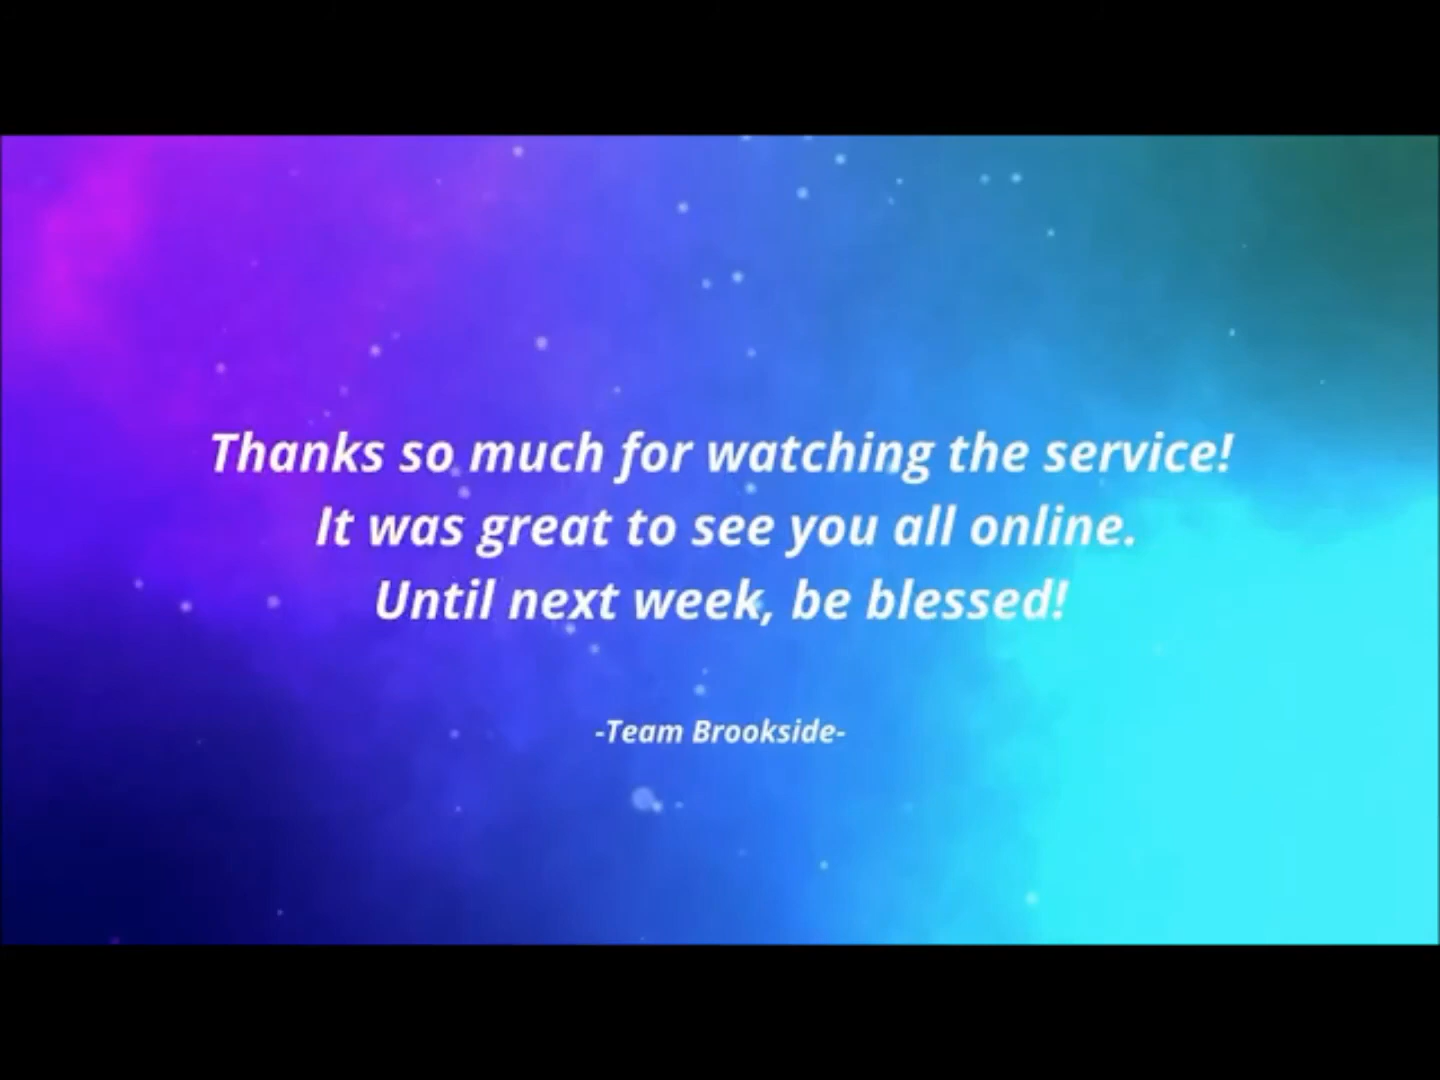 Thanks so much for watching the service!
It was great to see you all online.
Until next week, be blessed!
-Team Brookside-